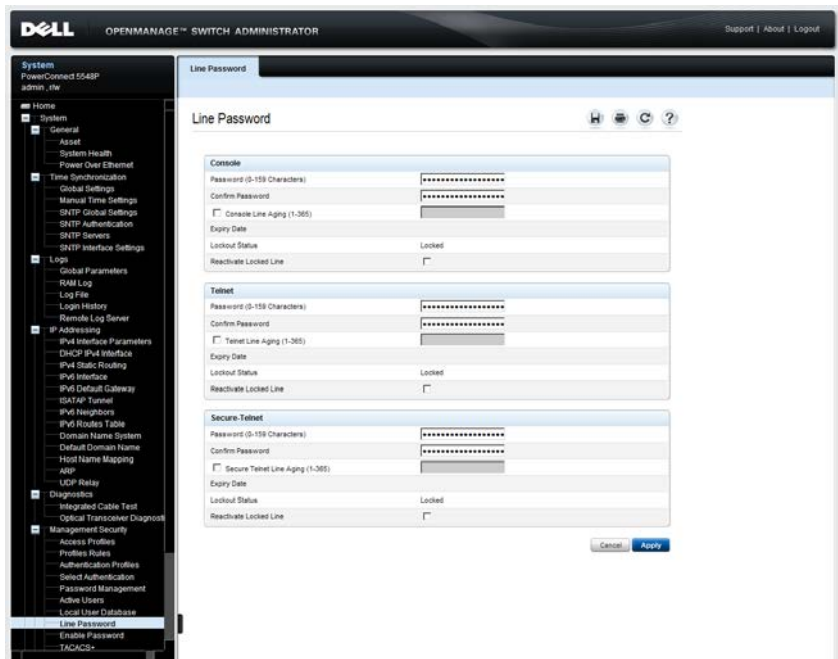 DELL
OPENMANAGE™ SWITCH ADMINISTRATOR
Support | About | Logout
System
PowerConnect 5548P
admin , r/w
Home
System
General
Asset
System Health
Power Over Ethernet
Time Synchronization
Global Settings
Manual Time Settings
SNTP Global Settings
SNTP Authentication
SNTP Servers
SNTP Interface Settings
Logs
Global Parameters
RAM Log
Log File
Login History
Remote Log Server
IP Addressing
IPv4 Interface Parameters
DHCP IPv4 Interface
IPv4 Static Routing
IPv6 Interface
IPv6 Default Gateway
ISATAP Tunnel
IPv6 Neighbors
IPv6 Routes Table
Domain Name System
Default Domain Name
Host Name Mapping
ARP
UDP Relay
Diagnostics
Integrated Cable Test
Optical Transceiver Diagnosti
Management Security
Access Profiles
Profiles Rules
Authentication Profiles
Select Authentication
Password Management
Active Users
Local User Database
Line Password
Enable Password
TACACS+
Line Password
Line Password
Console
Password (0-159 Characters)
Confirm Password
Console Line Aging (1-365)
Expiry Date
Lockout Status Locked
Reactivate Locked Line
Telnet
Password (0-159 Characters)
Confirm Password
Telnet Line Aging (1-365)
Expiry Date
Lockout Status Locked
Reactivate Locked Line
Secure-Telnet
Password (0-159 Characters)
Confirm Password
Secure Telnet Line Aging (1-365)
Expiry Date
Lockout Status Locked
Reactivate Locked Line
Cancel Apply